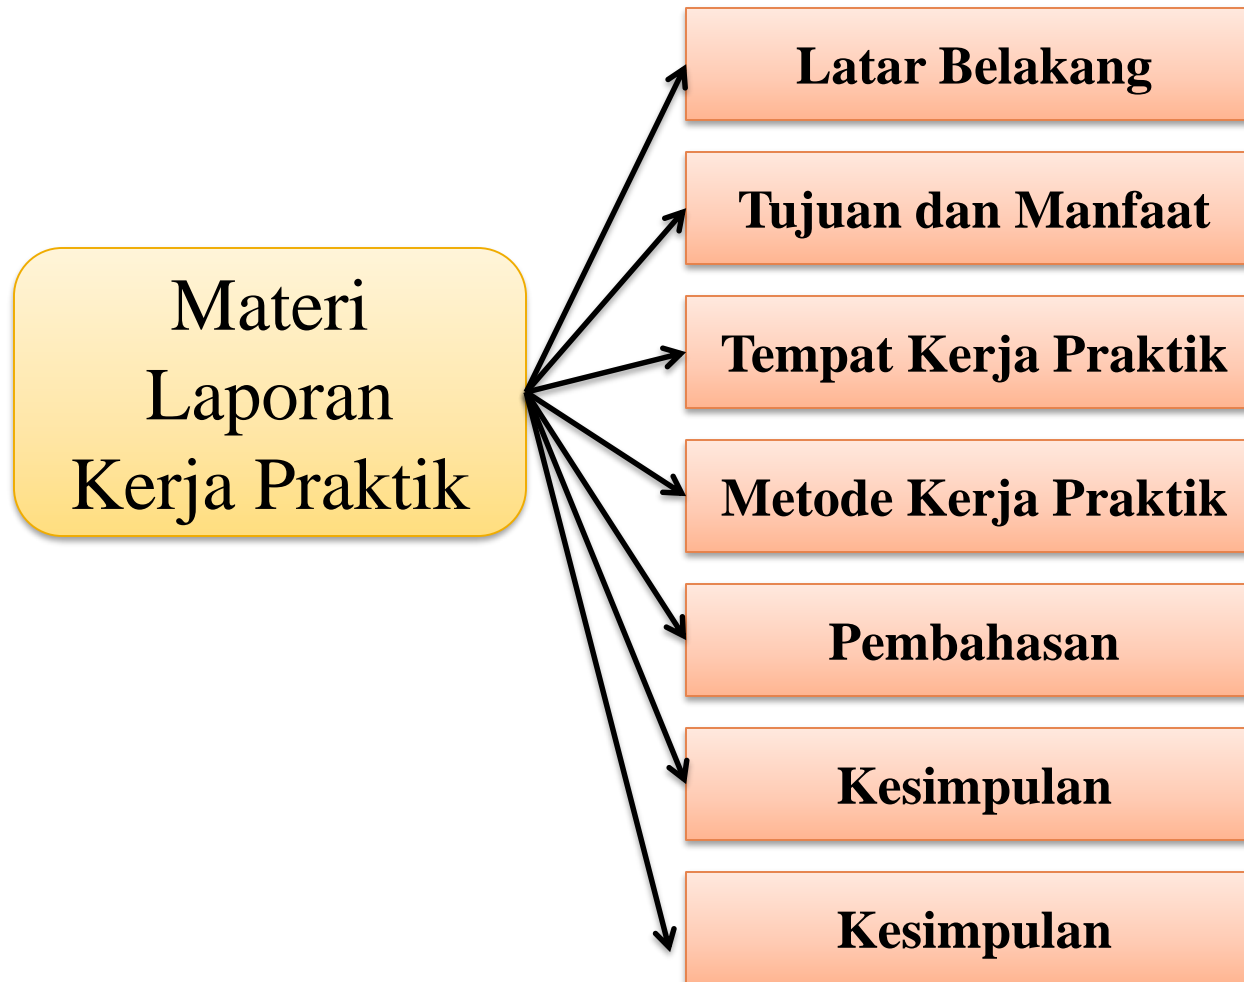 Materi
Laporan
Kerja Praktik
Latar Belakang
Tujuan dan Manfaat
Tempat Kerja Praktik
Metode Kerja Praktik
Pembahasan
Kesimpulan
Kesimpulan